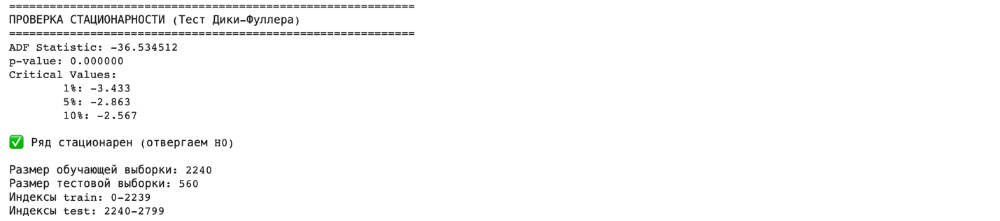 ============================================================
ПРОВЕРКА СТАЦИОНАРНОСТИ (Тест Дики-Фуллера)
============================================================
ADF Statistic: -36.534512
p-value: 0.000000
Critical Values:
1%: -3.433
5%: -2.863
10%: -2.567
✅ Ряд стационарен (отвергаем H0)
Размер обучающей выборки: 2240
Размер тестовой выборки: 560
Индексы train: 0-2239
Индексы test: 2240-2799